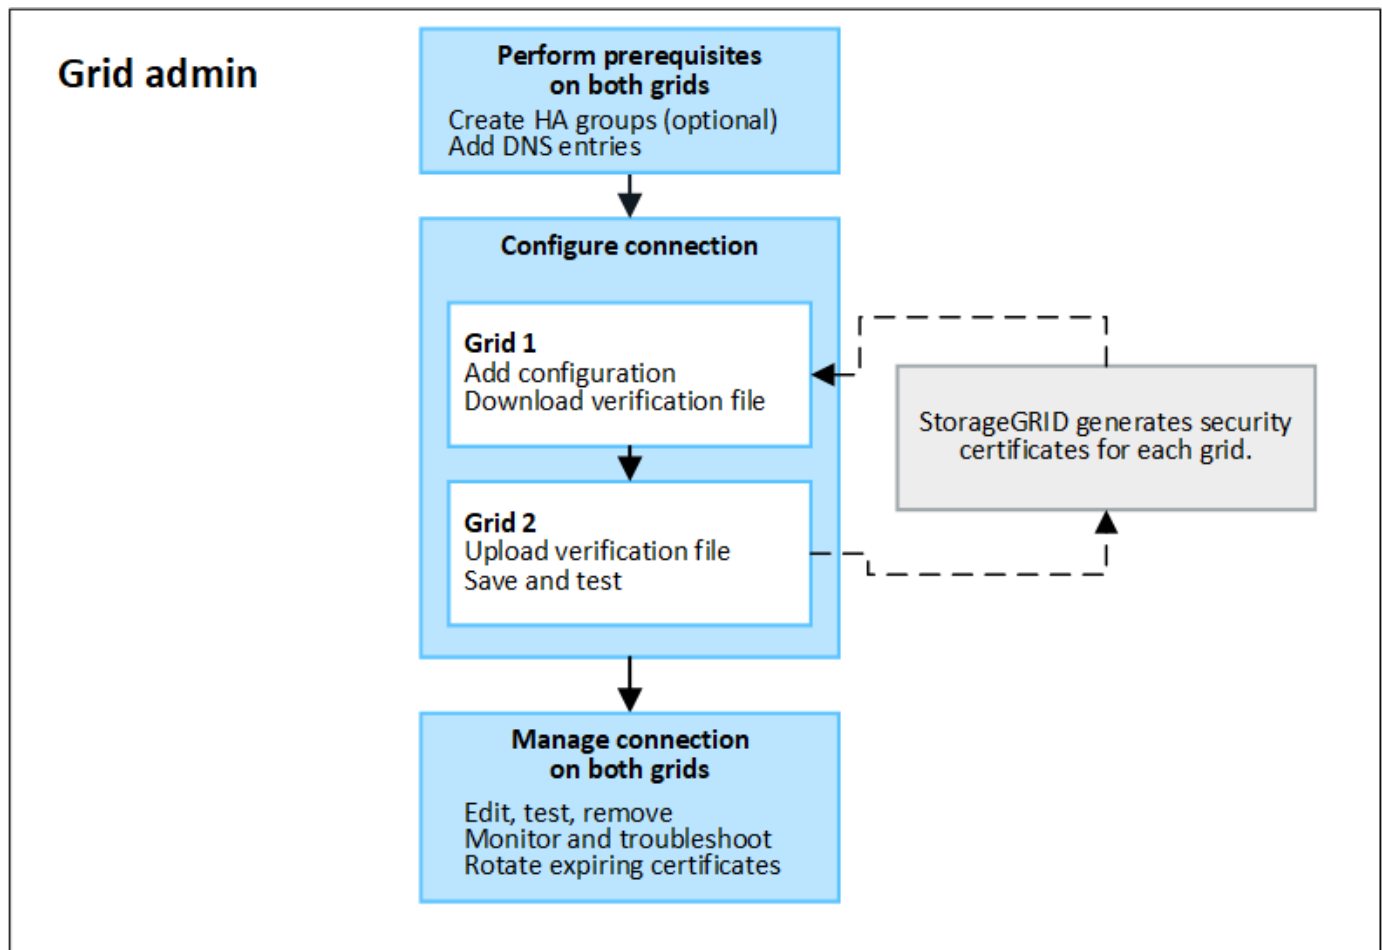 Grid admin
Perform prerequisites
on both grids
Create HA groups (optional)
Add DNS entries
Configure connection
Grid 1
Add configuration
Download verification file
StorageGRID generates security
certificates for each grid.
Grid 2
Upload verification file
Save and test
Manage connection
on both grids
Edit, test, remove
Monitor and troubleshoot
Rotate expiring certificates